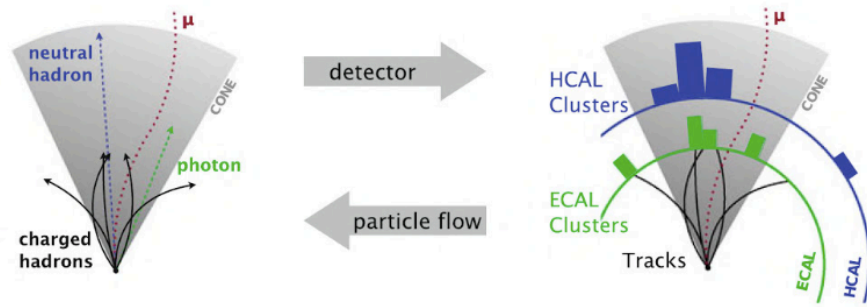 μ
neutral
hadron
CONE
photon
charged
hadrons
detector
particle flow
μ
HCAL
Clusters
CONE
ECAL
Clusters
Tracks
ECAL
HCAL